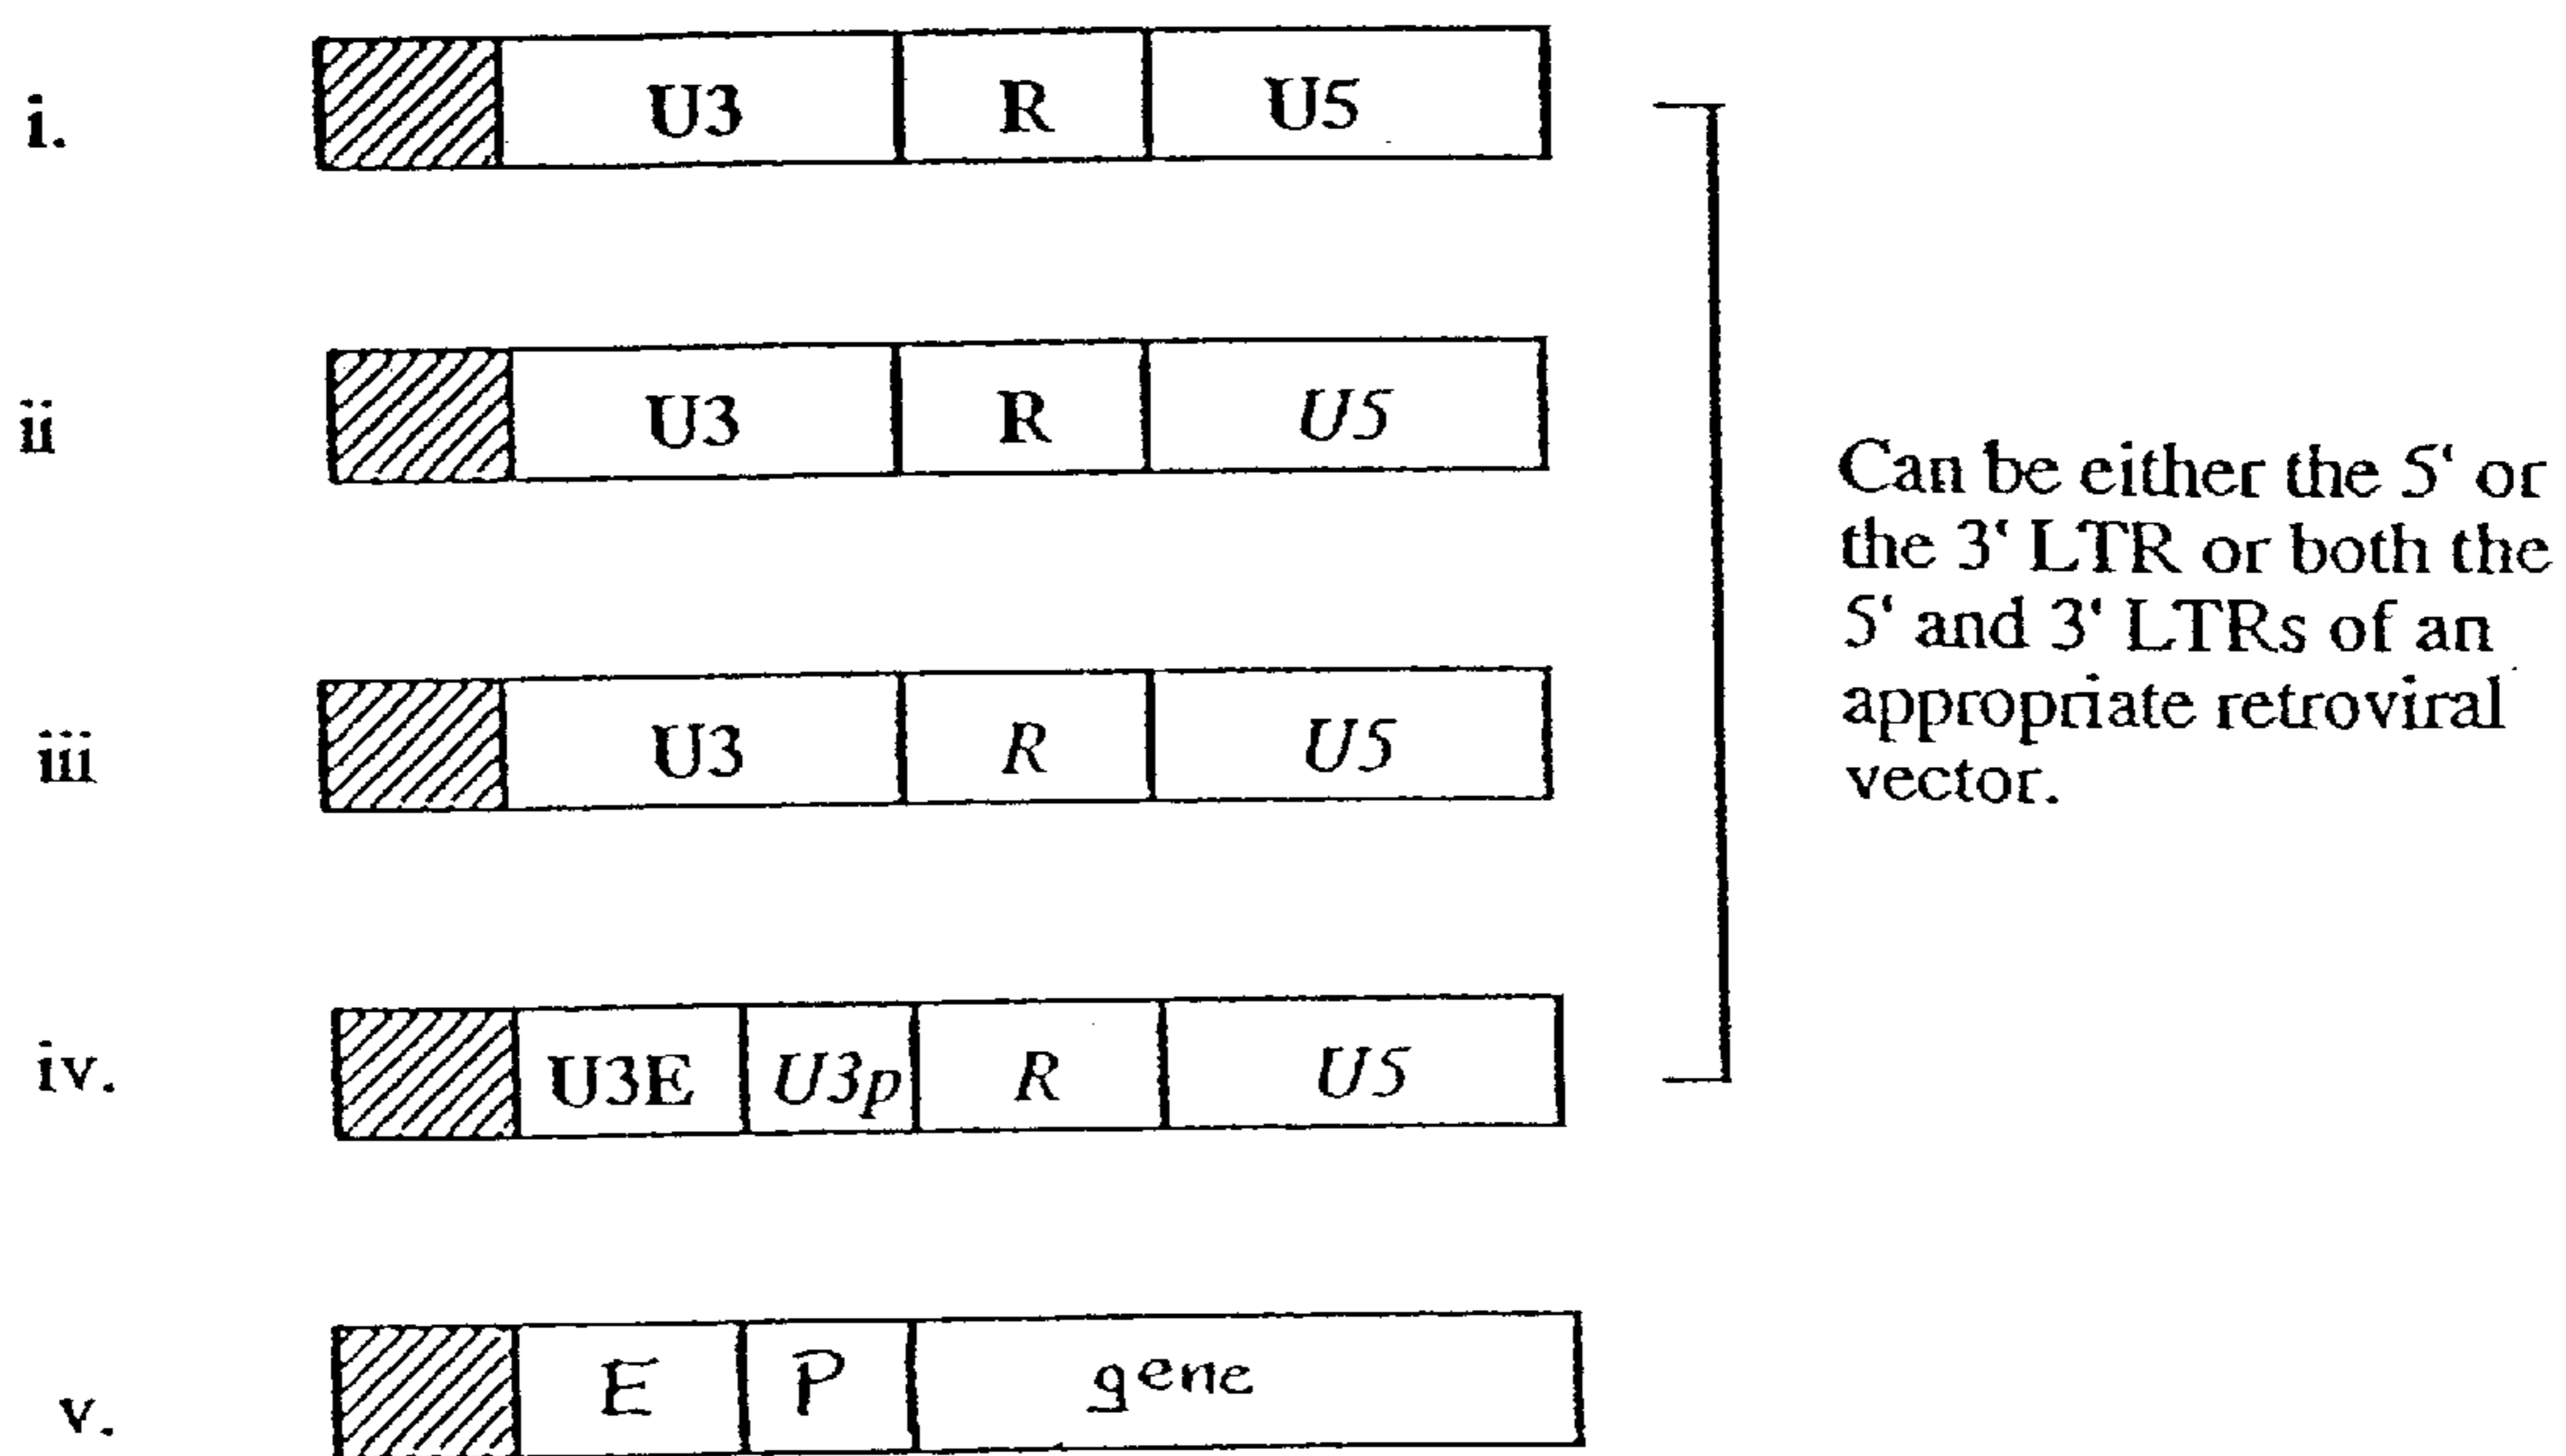 i. U3 R U5
ii U3 R U5
iii U3 R U5
iv. U3E U3p R U5
v. E P gene
Can be either the 5‘ or
the 3‘ LTR or both the
5‘ and 3‘ LTRs of an
appropriate retroviral
vector.